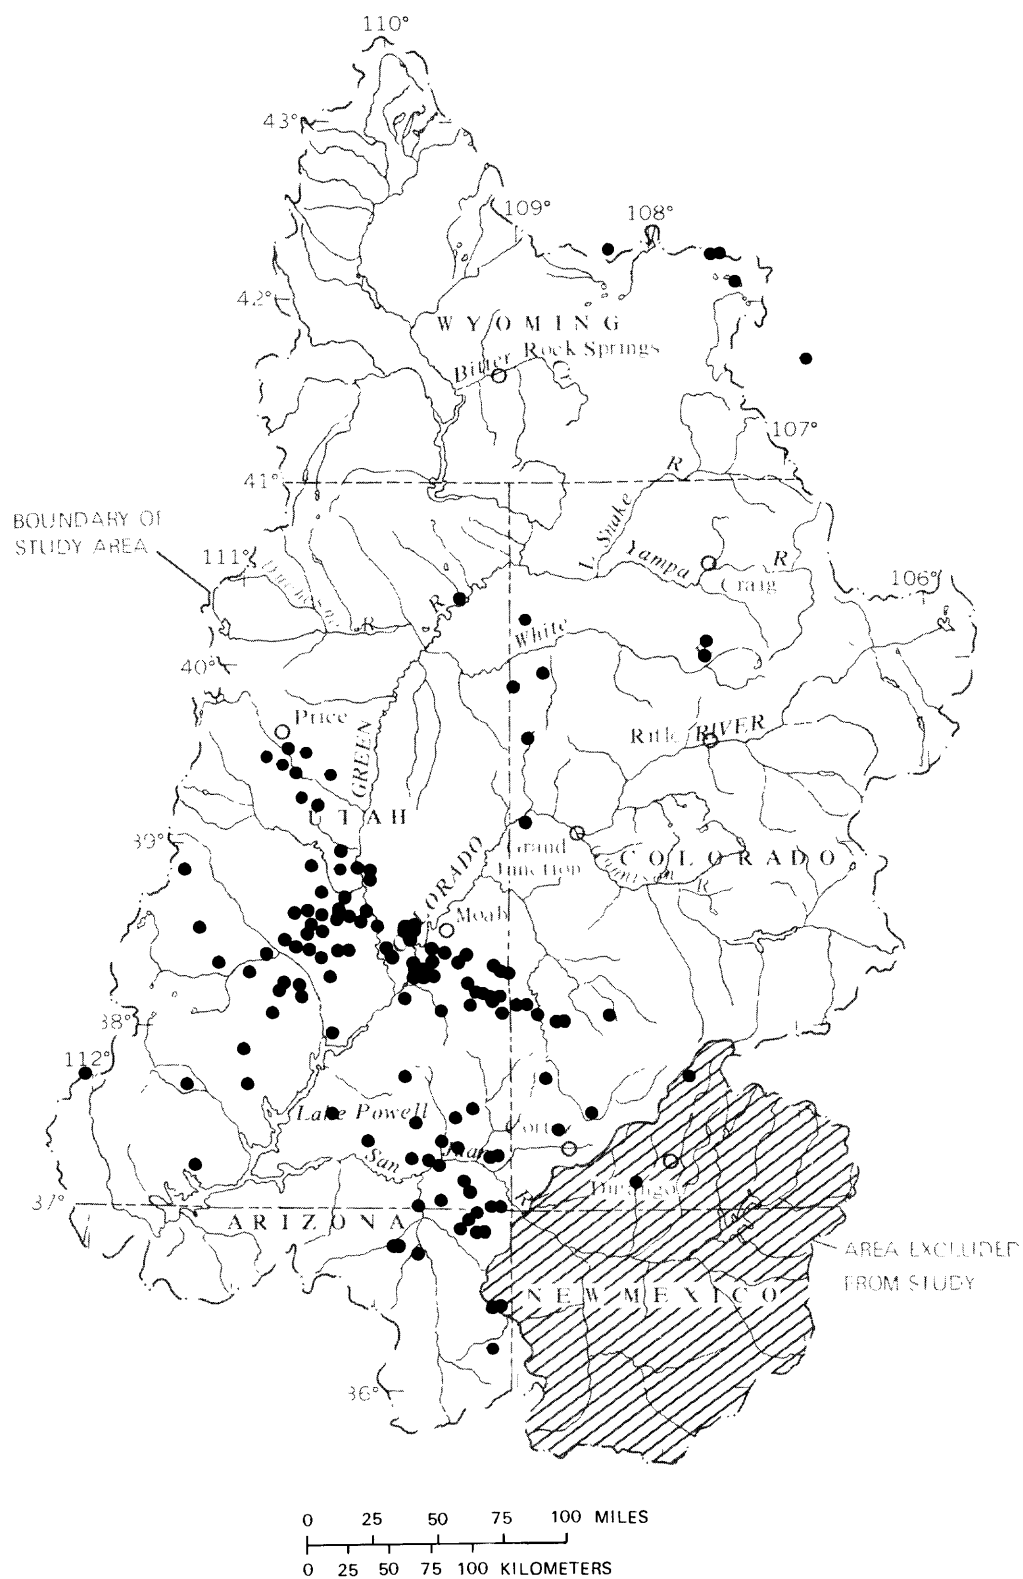 110°
43°
109°
108°
42°
WYOMING
Bitter
Rock Springs
107°
41°
R
BOUNDARY OF
STUDY AREA
L Snake
111°
Yampa
R
Craig
106°
R
R
White
40°
Price
GREEN
Rifle
RIVER
UTAH
39°
Grand
Junction
COLORADO
Gunnison
R
COLORADO
Moab
38°
112°
Lake Powell
Cortez
San
Juan
R
37°
Durango
ARIZONA
AREA EXCLUDED
FROM STUDY
NEW MEXICO
36°
0 25 50 75 100 MILES
0 25 50 75 100 KILOMETERS